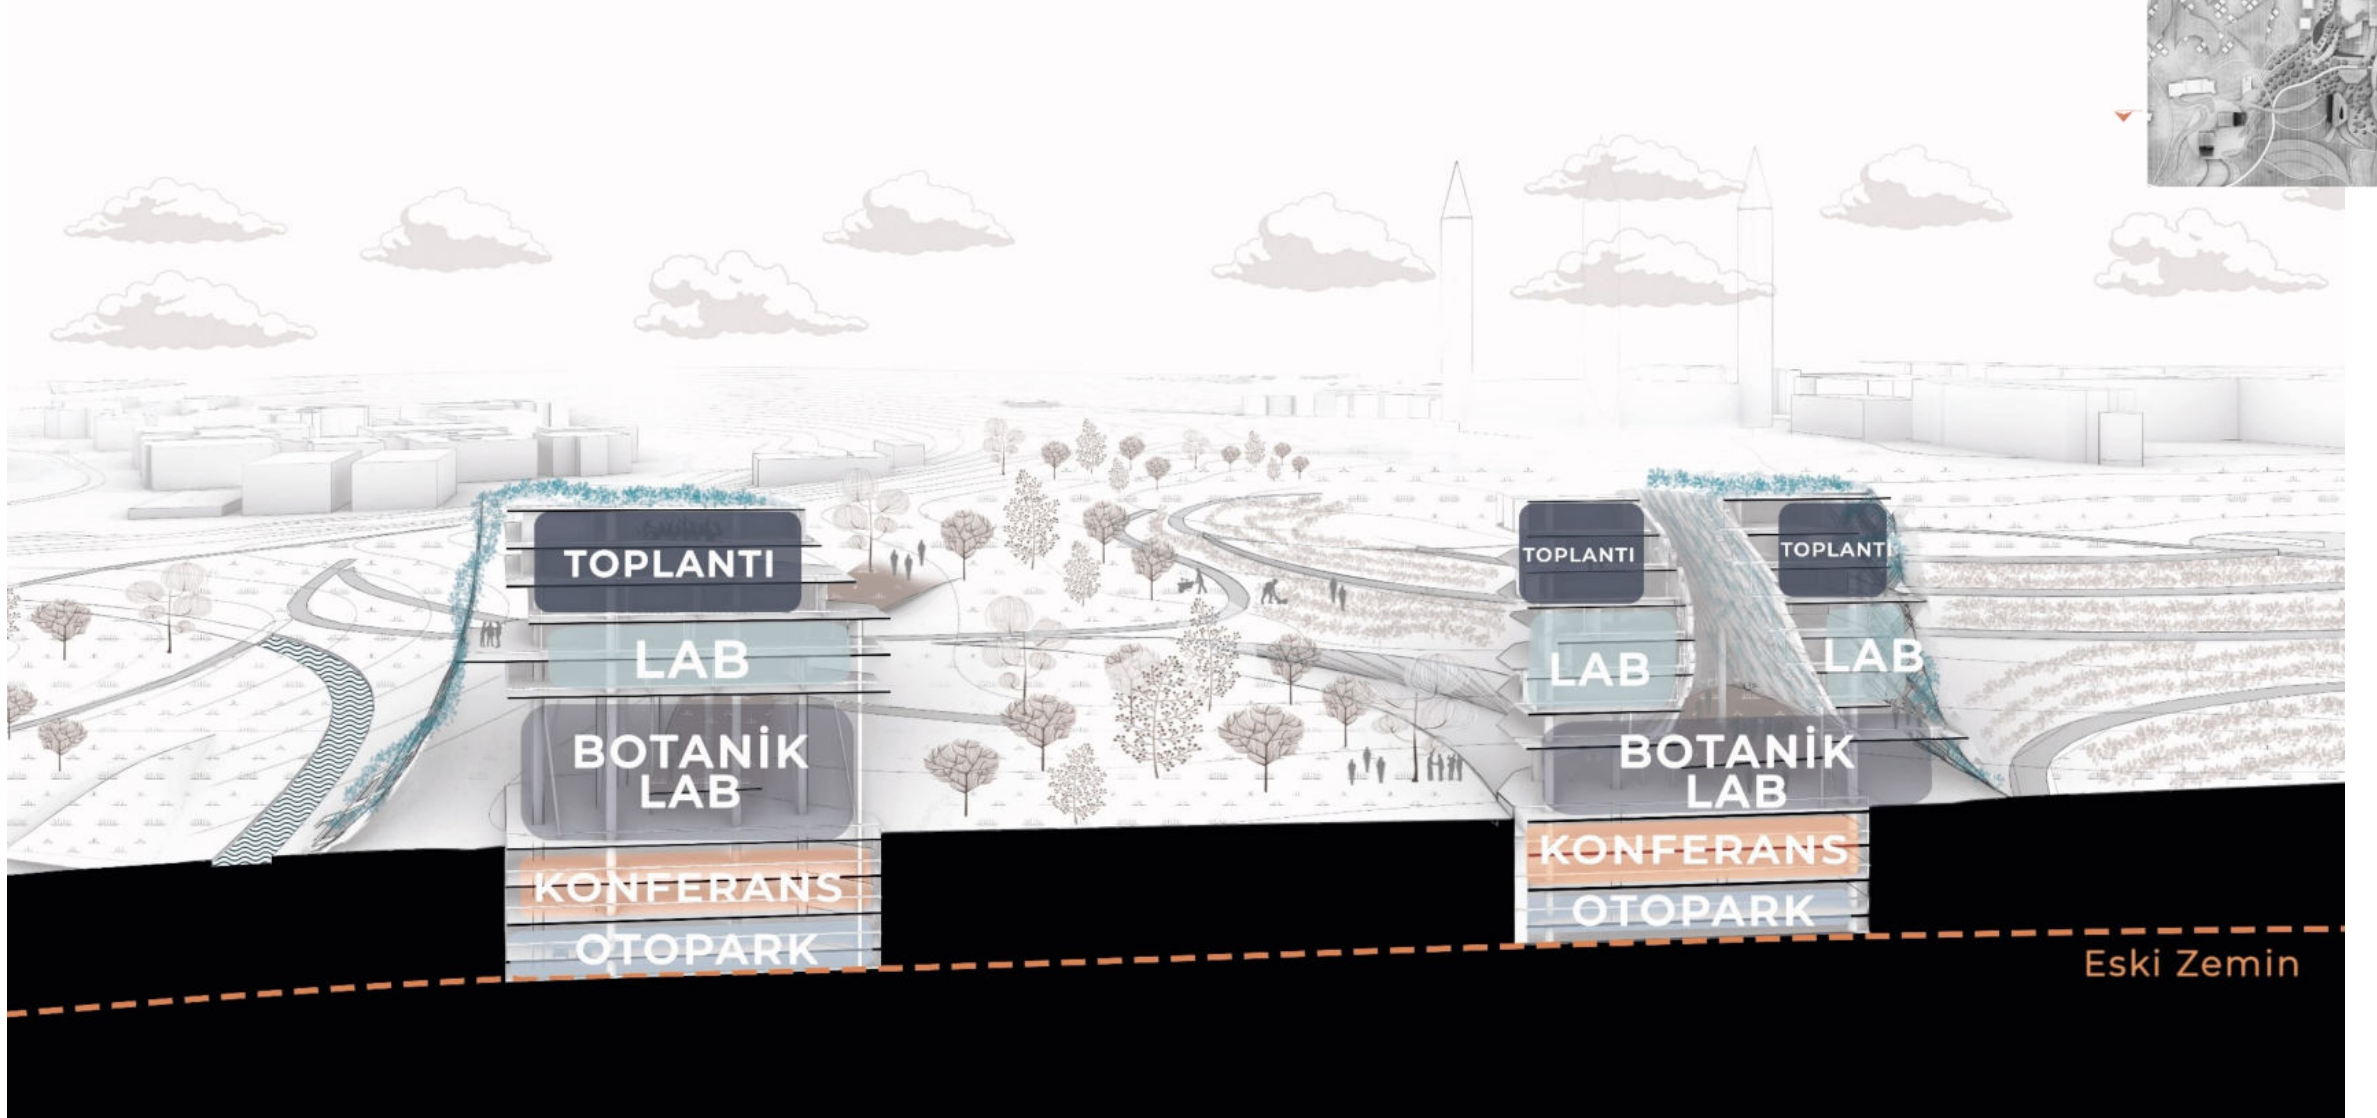 TOPLANTI
LAB
BOTANİK
LAB
KONFERANS
OTOPARK
TOPLANTI
TOPLANTI
LAB
LAB
BOTANİK
LAB
KONFERANS
OTOPARK
Eski Zemin